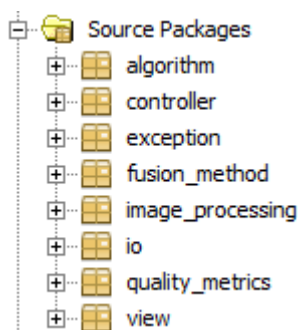 Source Packages
algorithm
controller
exception
fusion_method
image_processing
io
quality_metrics
view